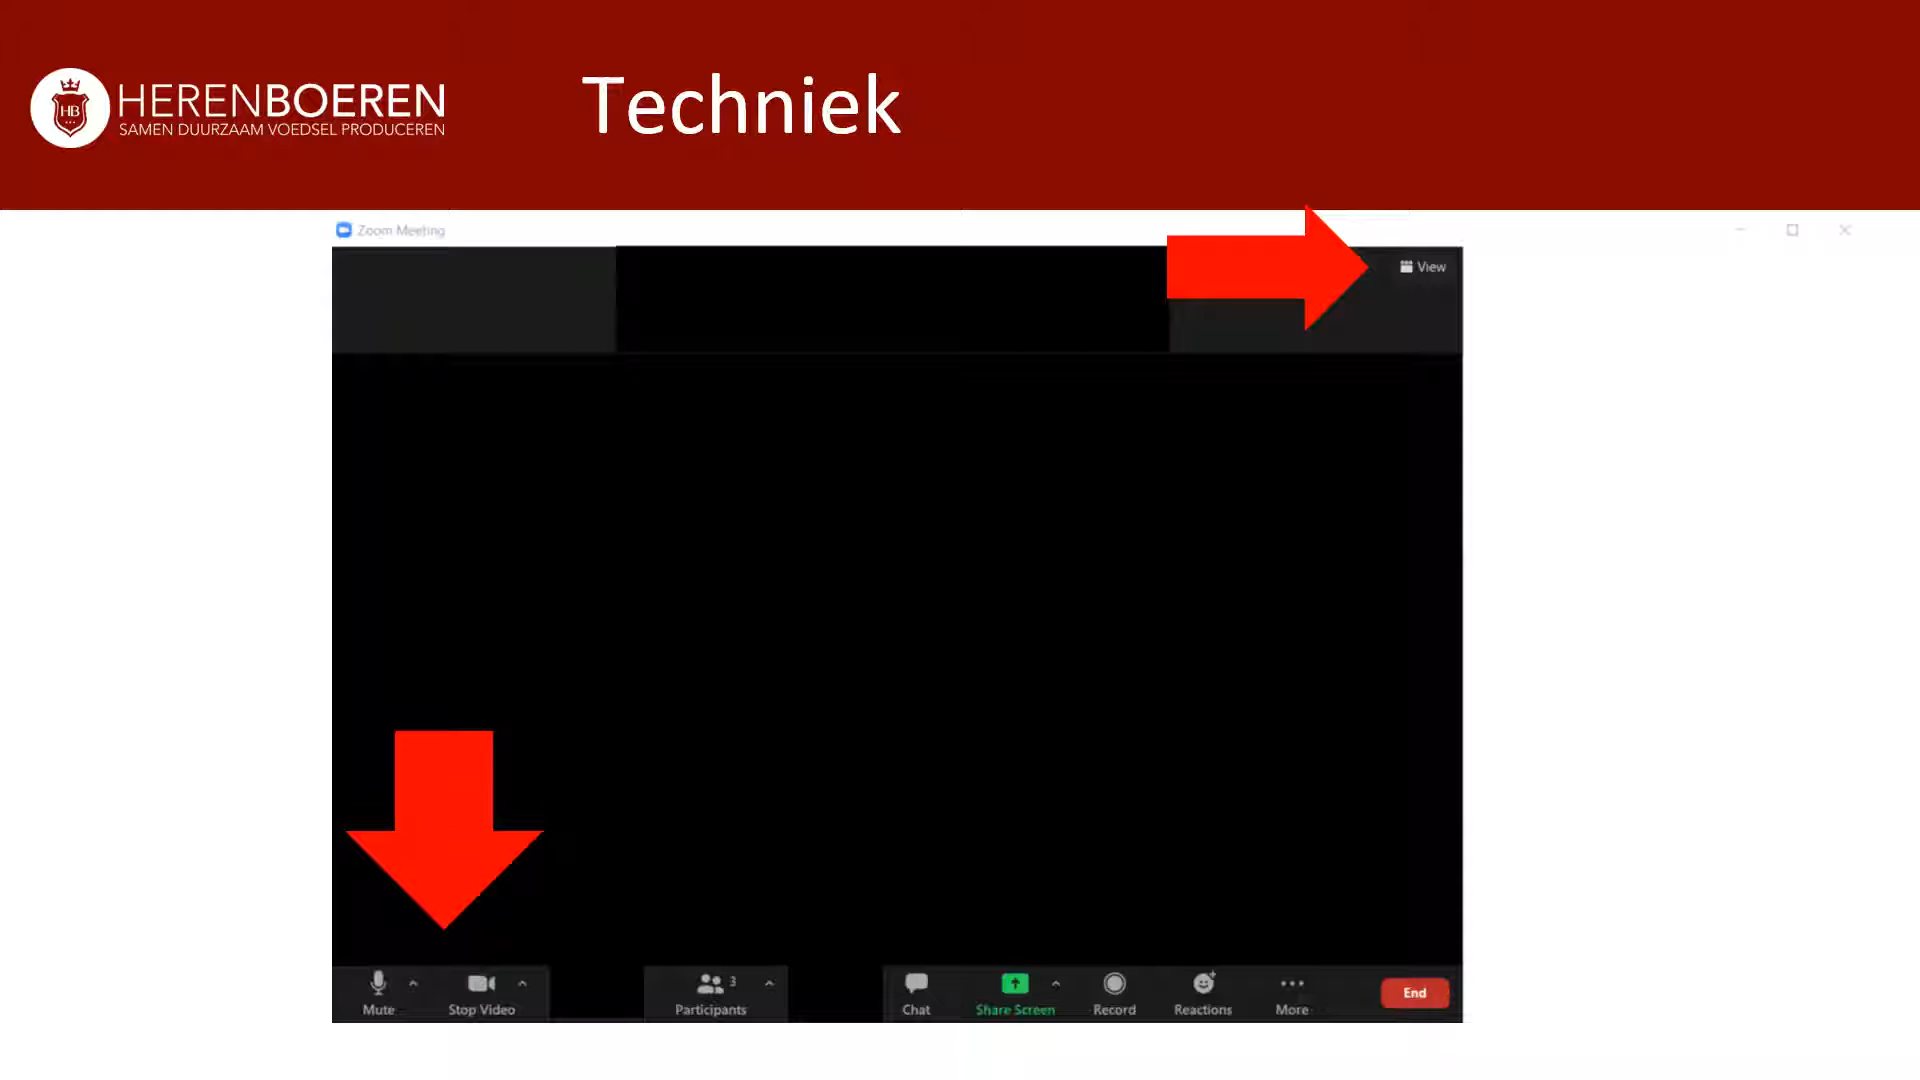 HB
HERENBOEREN
SAMEN DUURZAAM VOEDSEL PRODUCEREN
Techniek
Zoom Meeting
View
3
Mute
Stop Video
Participants
Chat
Share Screen
Record
Reactions
More
End